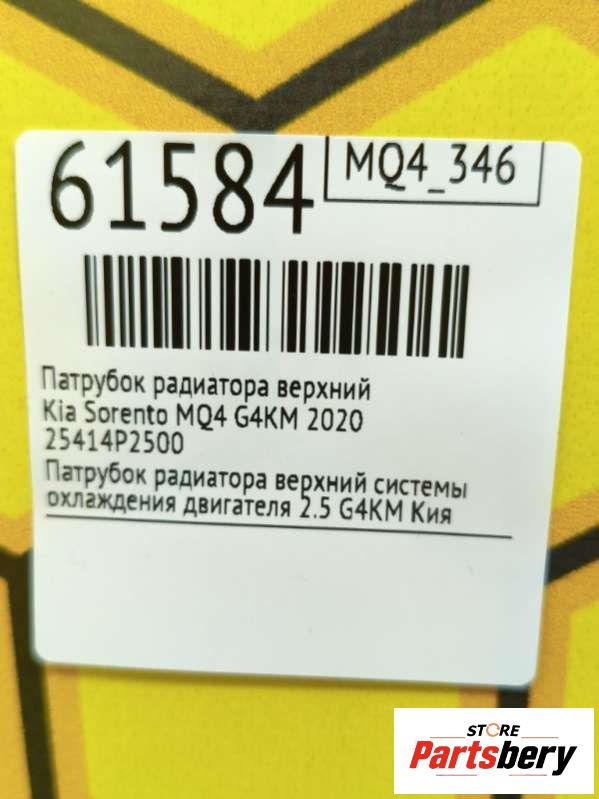 61584
MQ4_346
Патрубок радиатора верхний
Kia Sorento MQ4 G4KM 2020
25414P2500
Патрубок радиатора верхний системы
охлаждения двигателя 2.5 G4KM Кия
STORE
Partsbery